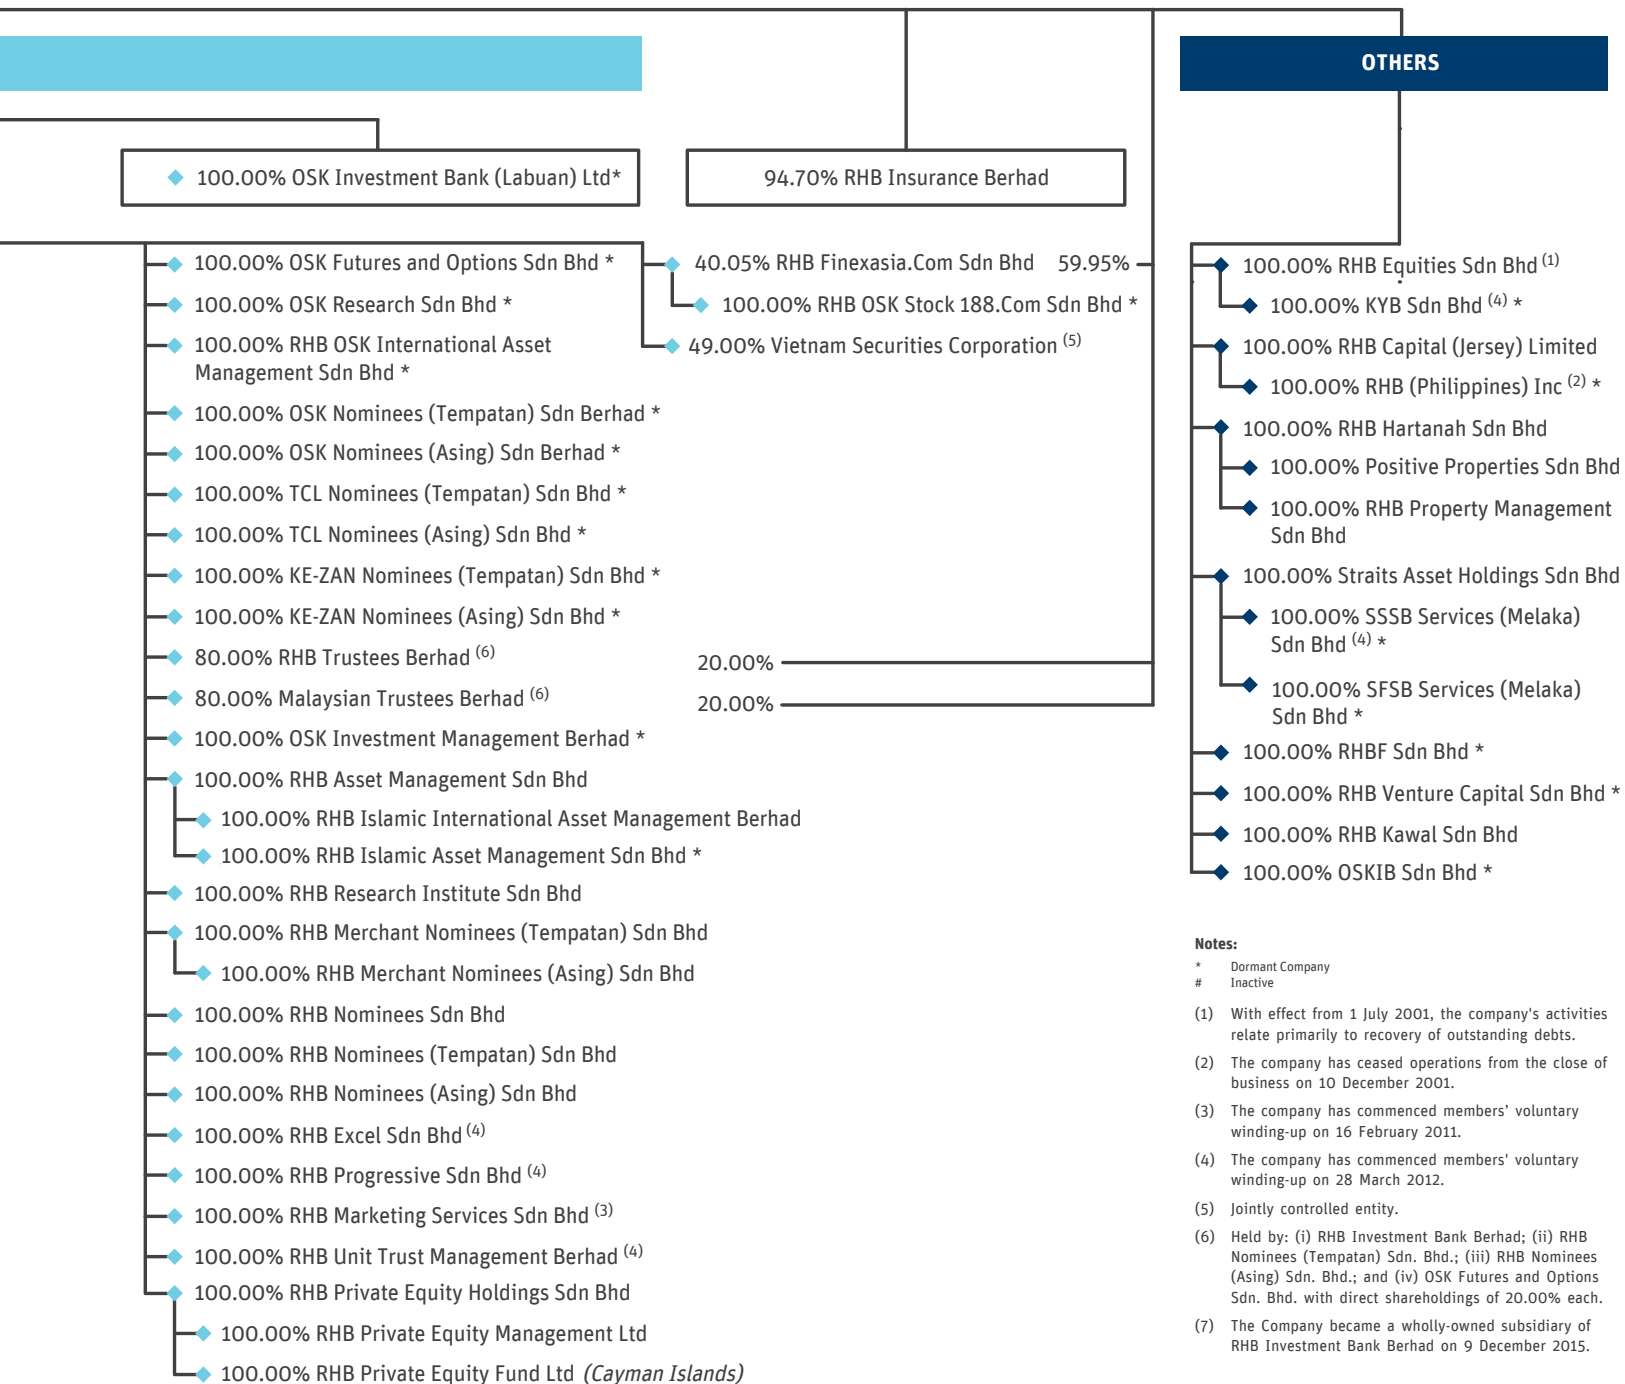 OTHERS
100.00% OSK Investment Bank (Labuan) Ltd*
94.70% RHB Insurance Berhad
100.00% OSK Futures and Options Sdn Bhd *
100.00% OSK Research Sdn Bhd *
100.00% RHB OSK International Asset
Management Sdn Bhd *
100.00% OSK Nominees (Tempatan) Sdn Berhad *
100.00% OSK Nominees (Asing) Sdn Berhad *
100.00% TCL Nominees (Tempatan) Sdn Bhd *
100.00% TCL Nominees (Asing) Sdn Bhd *
100.00% KE-ZAN Nominees (Tempatan) Sdn Bhd *
100.00% KE-ZAN Nominees (Asing) Sdn Bhd *
80.00% RHB Trustees Berhad (6)
80.00% Malaysian Trustees Berhad (6)
100.00% OSK Investment Management Berhad *
100.00% RHB Asset Management Sdn Bhd
100.00% RHB Islamic International Asset Management Berhad
100.00% RHB Islamic Asset Management Sdn Bhd *
100.00% RHB Research Institute Sdn Bhd
100.00% RHB Merchant Nominees (Tempatan) Sdn Bhd
100.00% RHB Merchant Nominees (Asing) Sdn Bhd
100.00% RHB Nominees Sdn Bhd
100.00% RHB Nominees (Tempatan) Sdn Bhd
100.00% RHB Nominees (Asing) Sdn Bhd
100.00% RHB Excel Sdn Bhd (4)
100.00% RHB Progressive Sdn Bhd (4)
100.00% RHB Marketing Services Sdn Bhd (3)
100.00% RHB Unit Trust Management Berhad (4)
100.00% RHB Private Equity Holdings Sdn Bhd
100.00% RHB Private Equity Management Ltd
100.00% RHB Private Equity Fund Ltd (Cayman Islands)
40.05% RHB Finexasia.Com Sdn Bhd 59.95%
100.00% RHB OSK Stock 188.Com Sdn Bhd *
49.00% Vietnam Securities Corporation (5)
20.00%
20.00%
100.00% RHB Equities Sdn Bhd (1)
100.00% KYB Sdn Bhd (4) *
100.00% RHB Capital (Jersey) Limited
100.00% RHB (Philippines) Inc (2) *
100.00% RHB Hartanah Sdn Bhd
100.00% Positive Properties Sdn Bhd
100.00% RHB Property Management
Sdn Bhd
100.00% Straits Asset Holdings Sdn Bhd
100.00% SSSB Services (Melaka)
Sdn Bhd (4) *
100.00% SFSB Services (Melaka)
Sdn Bhd *
100.00% RHBF Sdn Bhd *
100.00% RHB Venture Capital Sdn Bhd *
100.00% RHB Kawal Sdn Bhd
100.00% OSKIB Sdn Bhd *
Notes:
* Dormant Company
# Inactive
(1) With effect from 1 July 2001, the company's activities
relate primarily to recovery of outstanding debts.
(2) The company has ceased operations from the close of
business on 10 December 2001.
(3) The company has commenced members’ voluntary
winding-up on 16 February 2011.
(4) The company has commenced members' voluntary
winding-up on 28 March 2012.
(5) Jointly controlled entity.
(6) Held by: (i) RHB Investment Bank Berhad; (ii) RHB
Nominees (Tempatan) Sdn. Bhd.; (iii) RHB Nominees
(Asing) Sdn. Bhd.; and (iv) OSK Futures and Options
Sdn. Bhd. with direct shareholdings of 20.00% each.
(7) The Company became a wholly-owned subsidiary of
RHB Investment Bank Berhad on 9 December 2015.